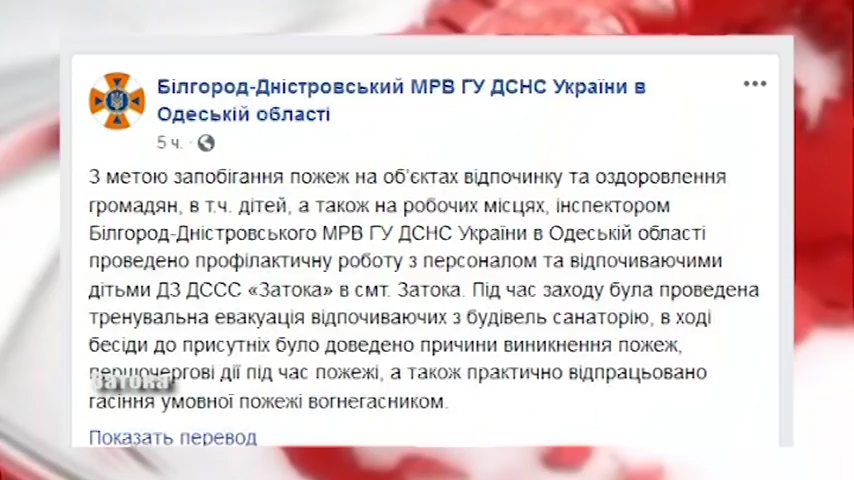 Білгород-Дністровський МРВ ГУ ДСНС України в
Одеській області
5 ч. ·
З метою запобігання пожеж на об'єктах відпочинку та оздоровлення
громадян, в т.ч. дітей, а також на робочих місцях, інспектором
Білгород-Дністровського МРВ ГУ ДСНС України в Одеській області
проведено профілактичну роботу з персоналом та відпочиваючими
дітьми ДЗ ДССС «Затока» в смт. Затока. Під час заходу була проведена
тренувальна евакуація відпочиваючих з будівель санаторію, в ході
бесіди до присутніх було доведено причини виникнення пожеж,
першочергові дії під час пожежі, а також практично відпрацьовано
затока
гасіння умовної пожежі вогнегасником.
Показать перевод